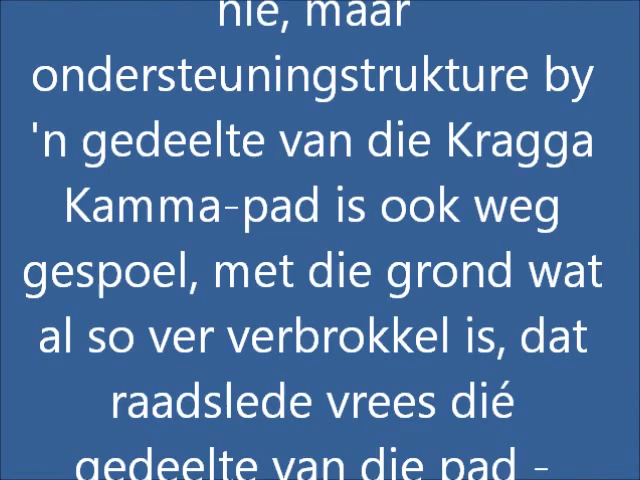 nie, maar
ondersteuningstrukture by
'n gedeelte van die Kragga
Kamma-pad is ook weg
gespoel, met die grond wat
al so ver verbrokkel is, dat
raadslede vrees dié
gedeelte van die pad -